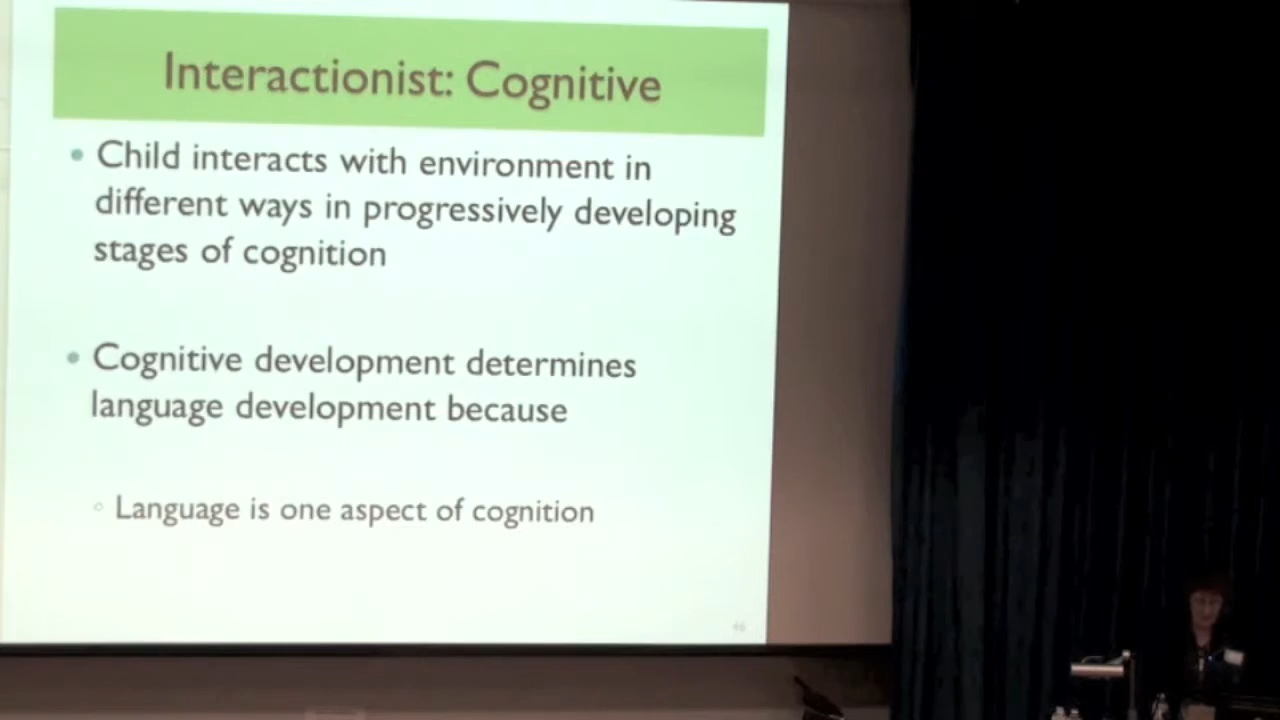 Interactionist: Cognitive
• Child interacts with environment in
different ways in progressively developing
stages of cognition
• Cognitive development determines
language development because
◦ Language is one aspect of cognition
46